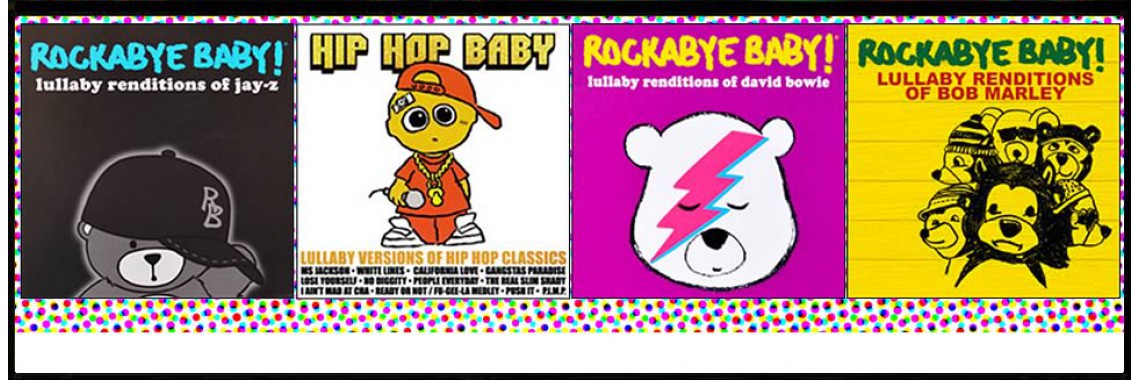 ROCKABYE BABY!
lullaby renditions of jay-z
RB
HIP HOP BABY
LULLABY VERSIONS OF HIP HOP CLASSICS
MS JACKSON • WHITE LINES • CALIFORNIA LOVE • GANGSTAS PARADISE
LOSE YOURSELF • NO DIGGITY • PEOPLE EVERYDAY • THE REAL SLIM SHADY
I AIN'T MAD AT CHA • READY OR NOT / FU-GEE-LA MEDLEY • PUSH IT • P.I.M.P.
ROCKABYE BABY!
lullaby renditions of david bowie
ROCKABYE BABY!
LULLABY RENDITIONS
OF BOB MARLEY